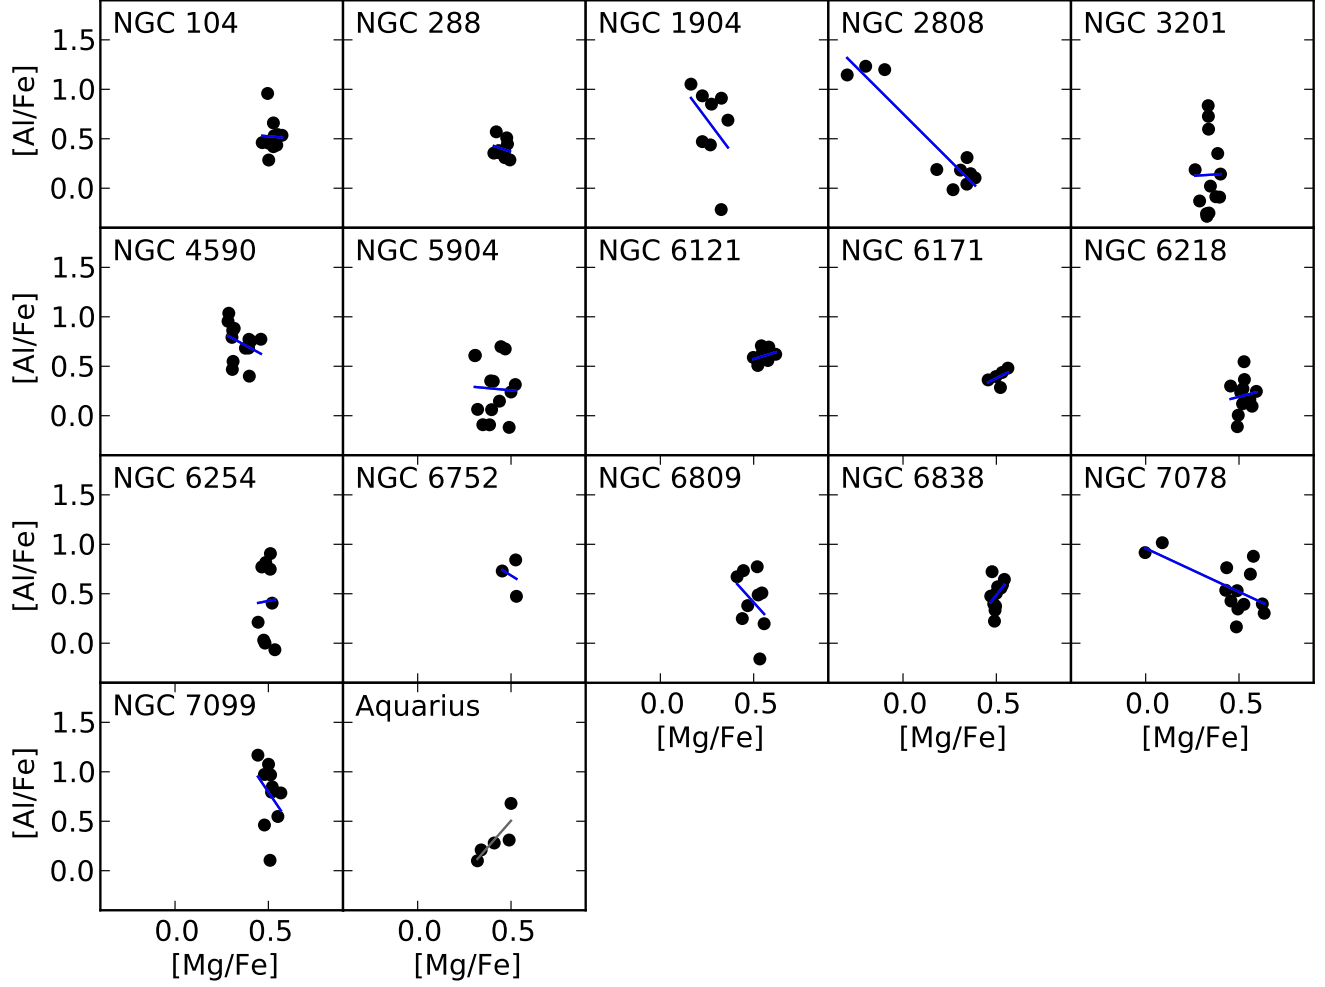 NGC 104 NGC 288 NGC 1904 NGC 2808 NGC 3201
1.5
1.0
0.5
0.0
[Al/Fe]
NGC 4590 NGC 5904 NGC 6121 NGC 6171 NGC 6218
1.5
1.0
0.5
0.0
[Al/Fe]
NGC 6254 NGC 6752 NGC 6809 NGC 6838 NGC 7078
1.5
1.0
0.5
0.0
[Al/Fe]
0.0 0.5 0.0 0.5 0.0 0.5
[Mg/Fe] [Mg/Fe] [Mg/Fe]
NGC 7099 Aquarius
1.5
1.0
0.5
0.0
[Al/Fe]
0.0 0.5 0.0 0.5
[Mg/Fe] [Mg/Fe]